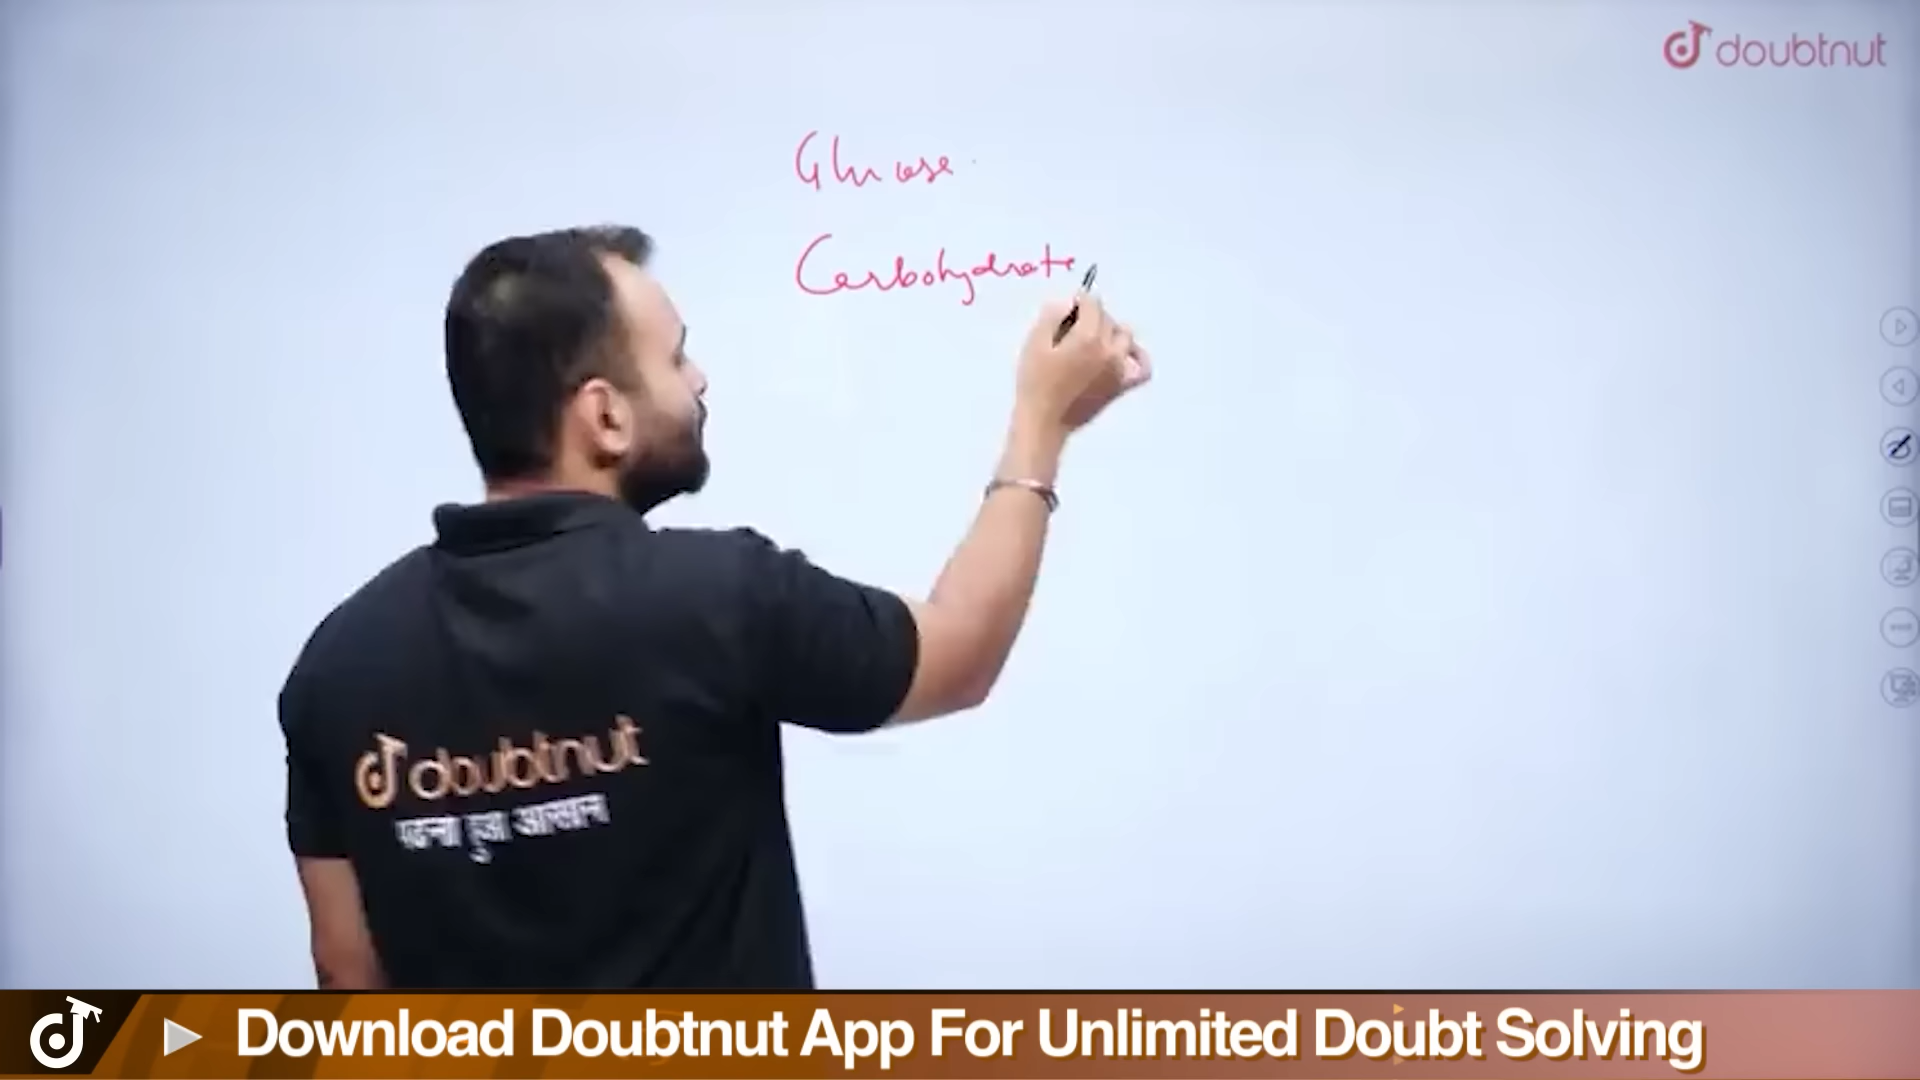 doubtnut
Glucose
Carbohydrate
doubtnut
पढ़ना हुआ आसान
Download Doubtnut App For Unlimited Doubt Solving